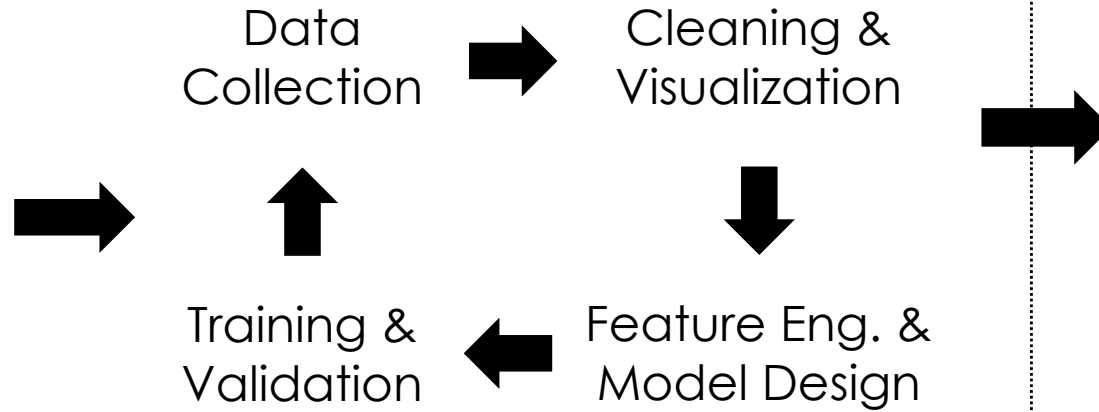 Data
Collection
Cleaning &
Visualization
Training &
Validation
Feature Eng. &
Model Design